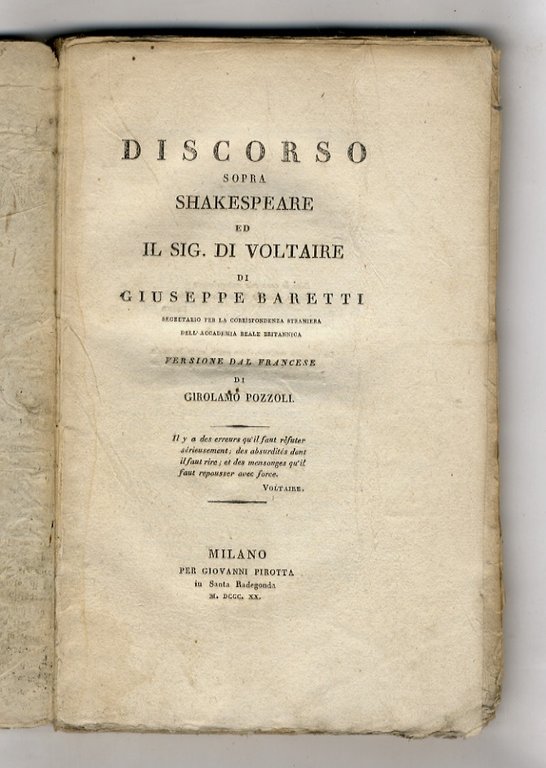 DISCORSO
SOPRA
SHAKESPEARE
ED
IL SIG. DI VOLTAIRE
DI
GIUSEPPE BARETTI
SEGRETARIO PER LA CORRISPONDENZA STRANIERA
DELL'ACCADEMIA REALE BRITANNICA
VERSIONE DAL FRANCESE
DI
GIROLAMO POZZOLI.
Il y a des erreurs qu'il faut réfuter
sérieusement; des absurdités dont
il faut rire; et des mensonges qu'il
faut repousser avec force.
VOLTAIRE.
MILANO
PER GIOVANNI PIROTTA
in Santa Radegonda
M. DCCC. XX.